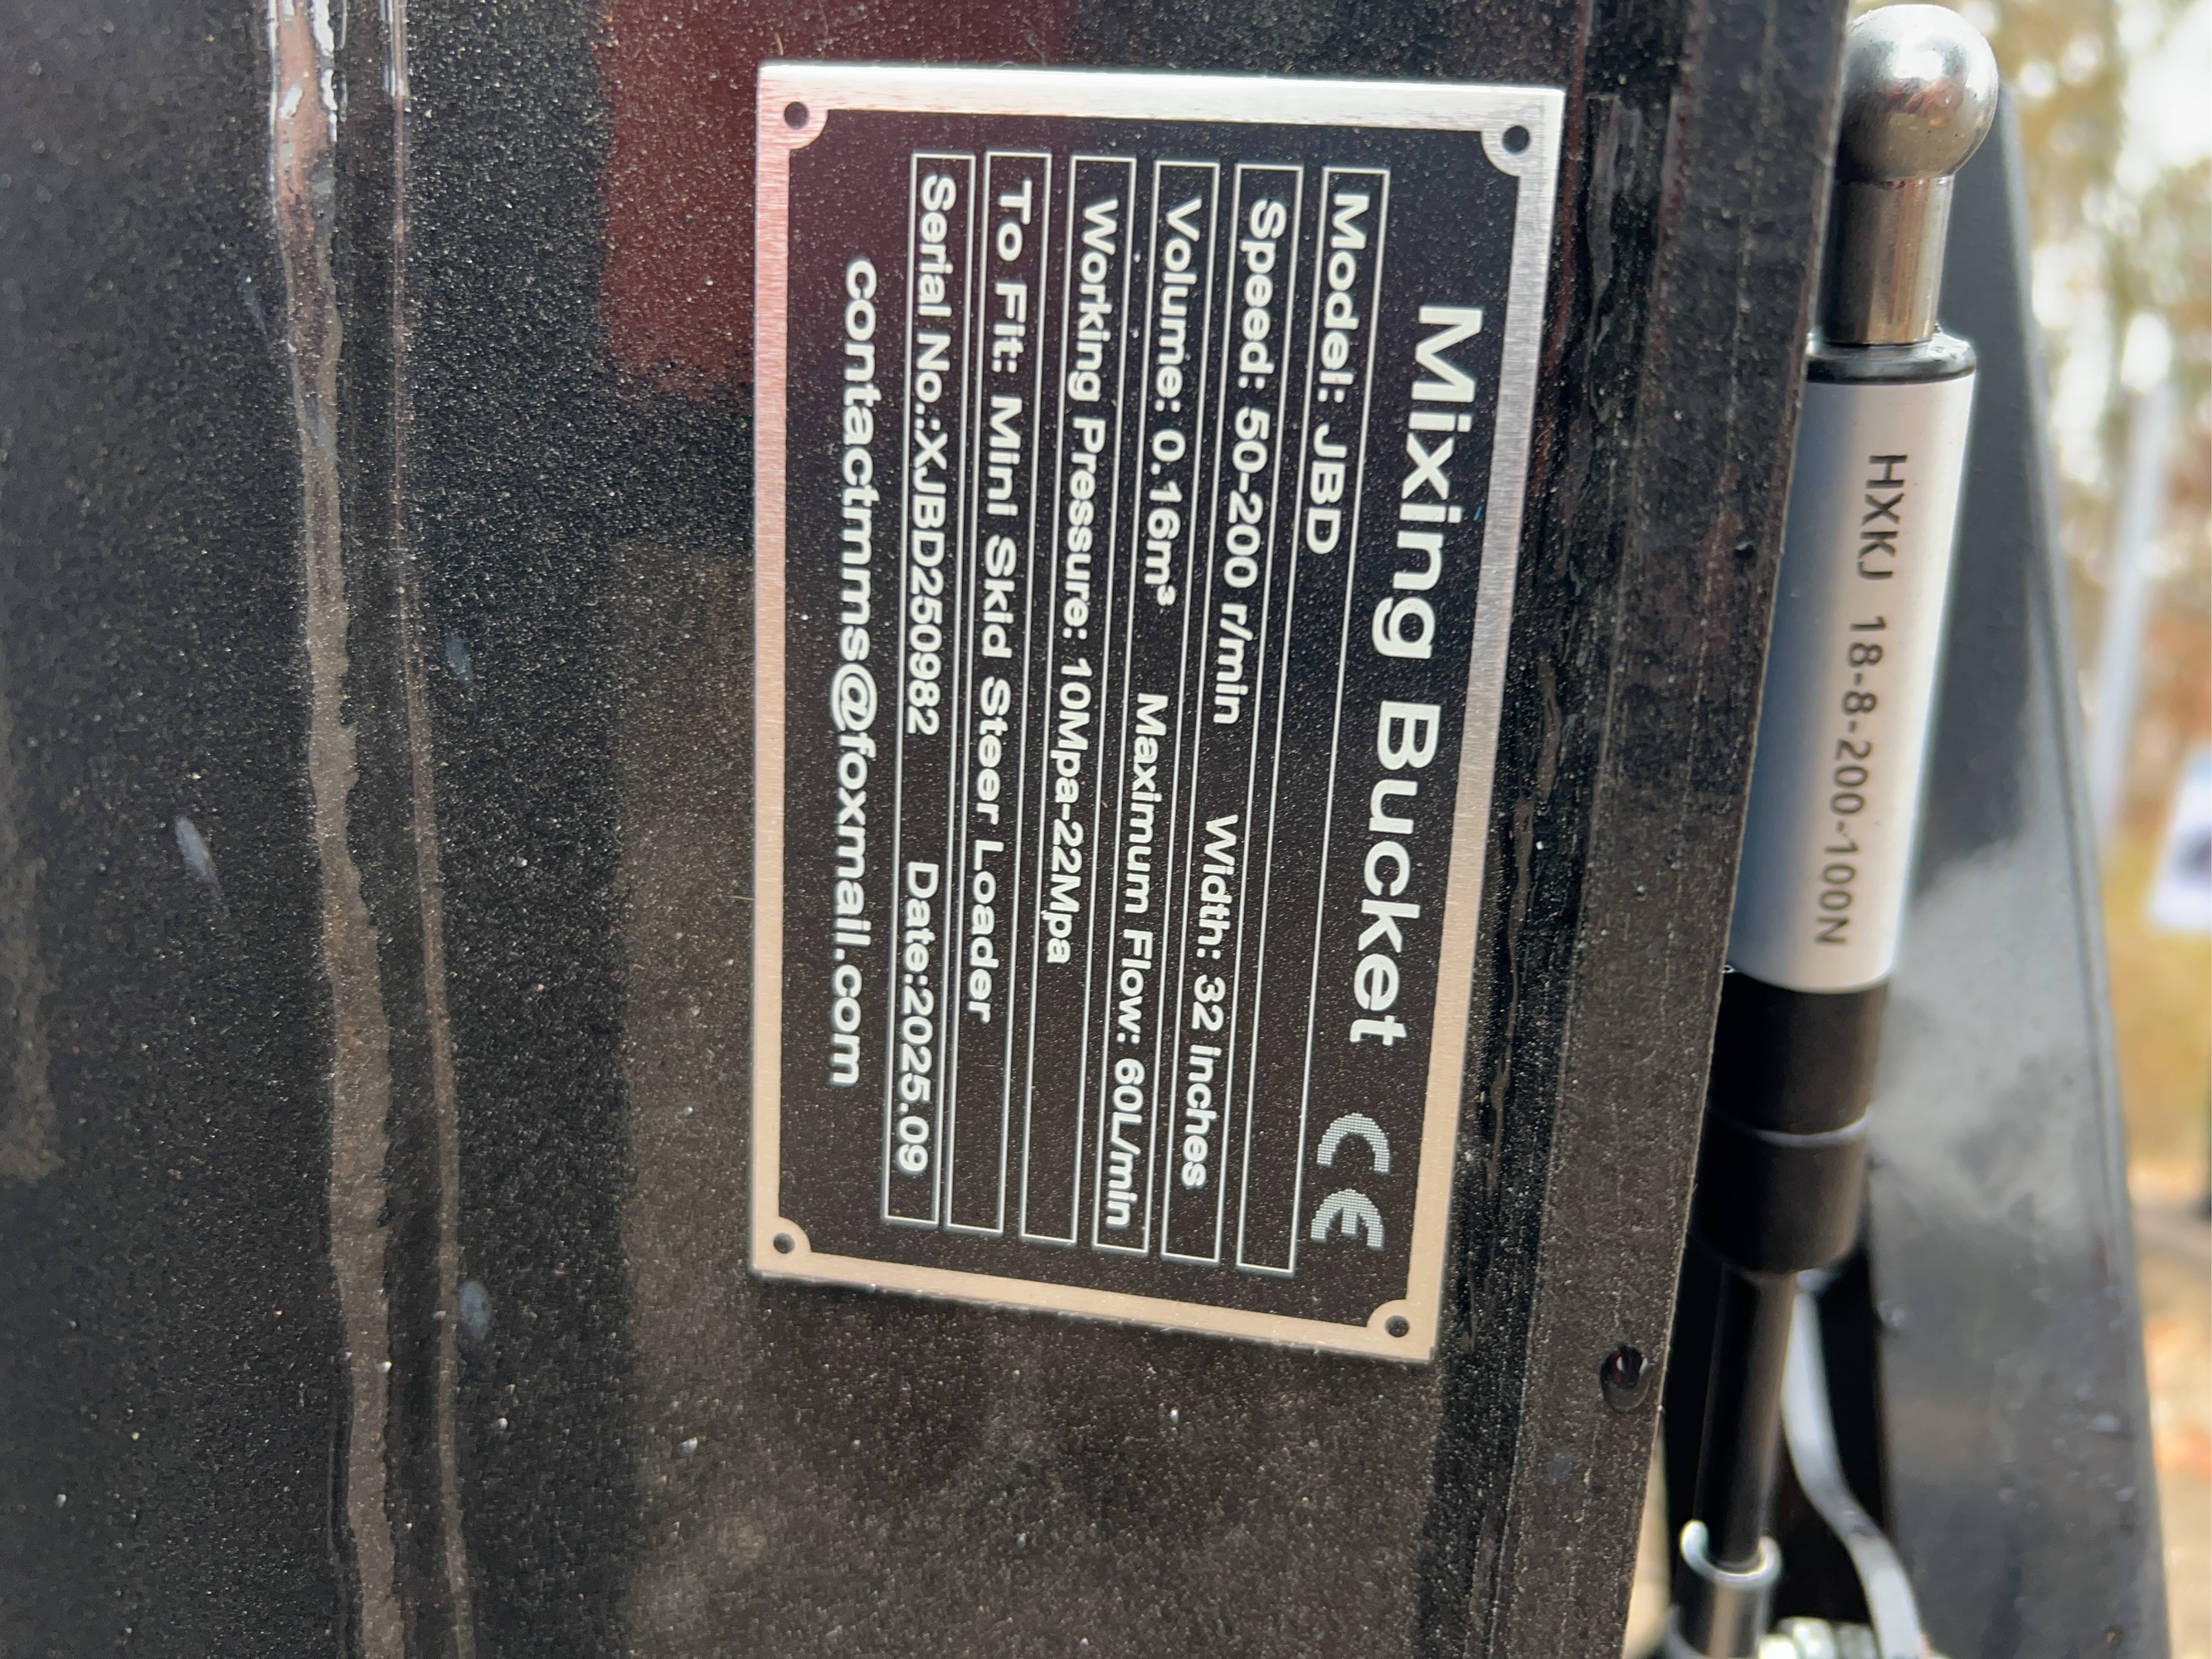 Mixing Bucket CE
Model: JBD
Speed: 50-200 r/min Width: 32 inches
Volume: 0.16m³ Maximum Flow: 60L/min
Working Pressure: 10Mpa-22Mpa
To Fit: Mini Skid Steer Loader
Serial No.:XJBD250982 Date:2025.09
contactmms@foxmail.com
HXKJ 18-8-200-100N